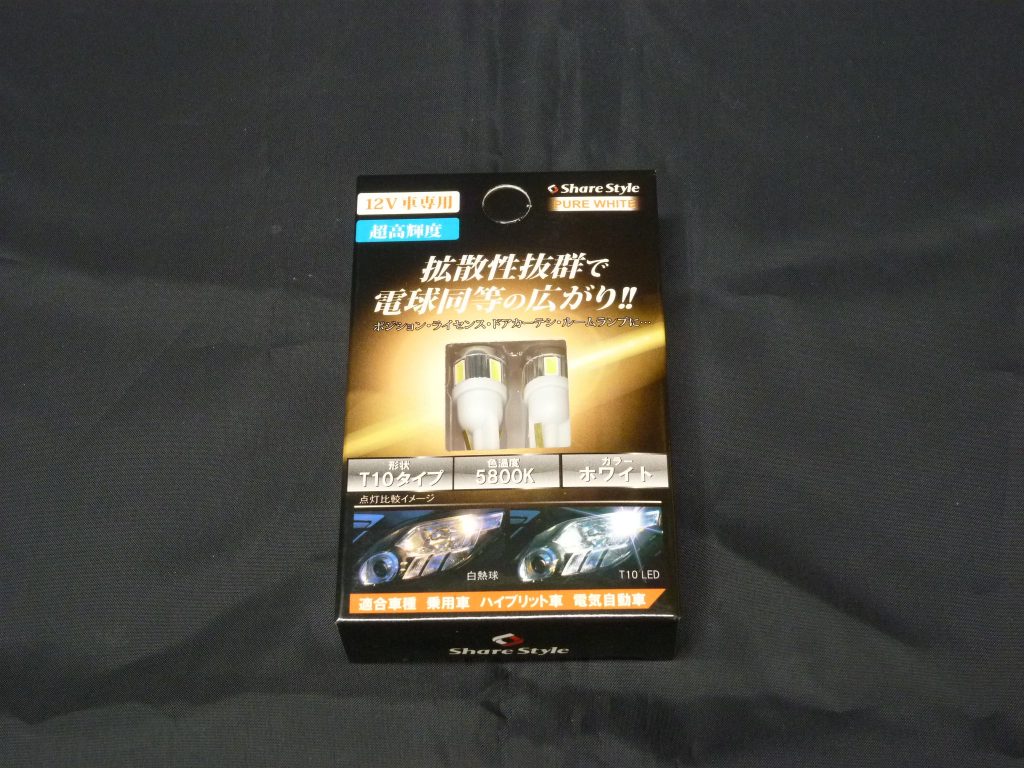 12V 車専用
Share Style
PURE WHITE
超高輝度
拡散性抜群で
電球同等の広がり!!
ポジション・ライセンス・ドアカーテシ・ルームランプに…
形状
T10タイプ
色温度
5800K
カラー
ホワイト
点灯比較イメージ
白熱球
T10 LED
適合車種 乗用車 ハイブリット車 電気自動車
Share Style